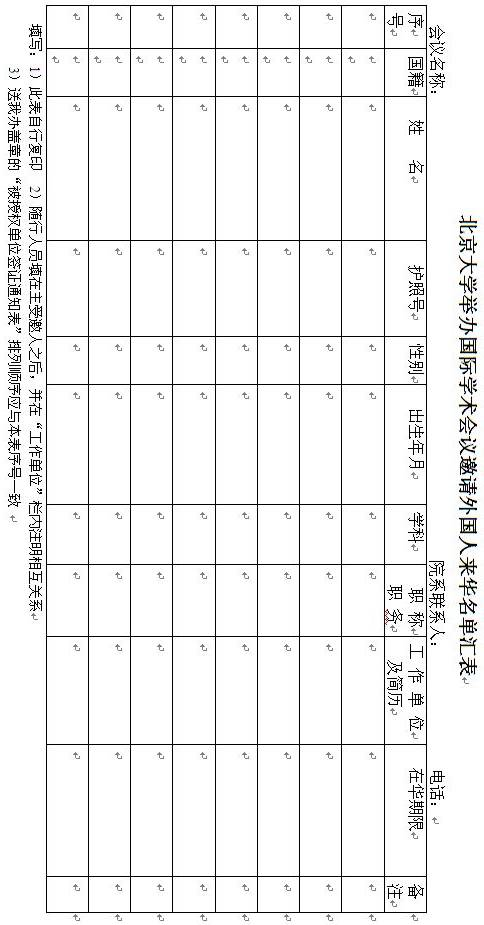 北京大学举办国际学术会议邀请外国人来华名单汇表
会议名称： 院系联系人： 电话：
序号 国籍 姓 名 护照号 性别 出生年月 学科 职 称 职 务 工 作 单 位 及简历 在华期限 备注
填写：1）此表自行复印 2）随行人员填在主受邀人之后，并在“工作单位”栏内注明相互关系
3）送我办盖章的“被授权单位签证通知表”排列顺序应与本表序号一致